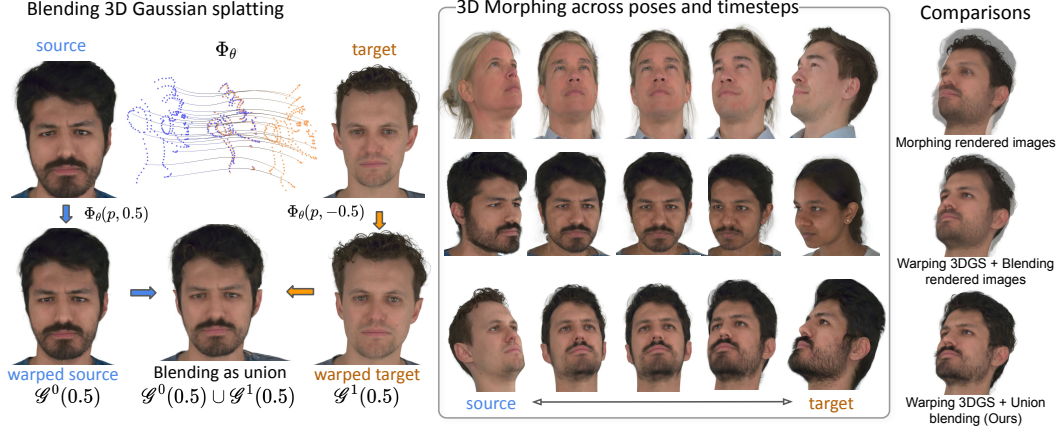 Blending 3D Gaussian splatting
source
Φθ
target
Φθ(p, 0.5)
Φθ(p, −0.5)
warped source
Blending as union
warped target
𝒢⁰(0.5)
𝒢⁰(0.5) ∪ 𝒢¹(0.5)
𝒢¹(0.5)
3D Morphing across poses and timesteps
source
target
Comparisons
Morphing rendered images
Warping 3DGS + Blending
rendered images
Warping 3DGS + Union
blending (Ours)